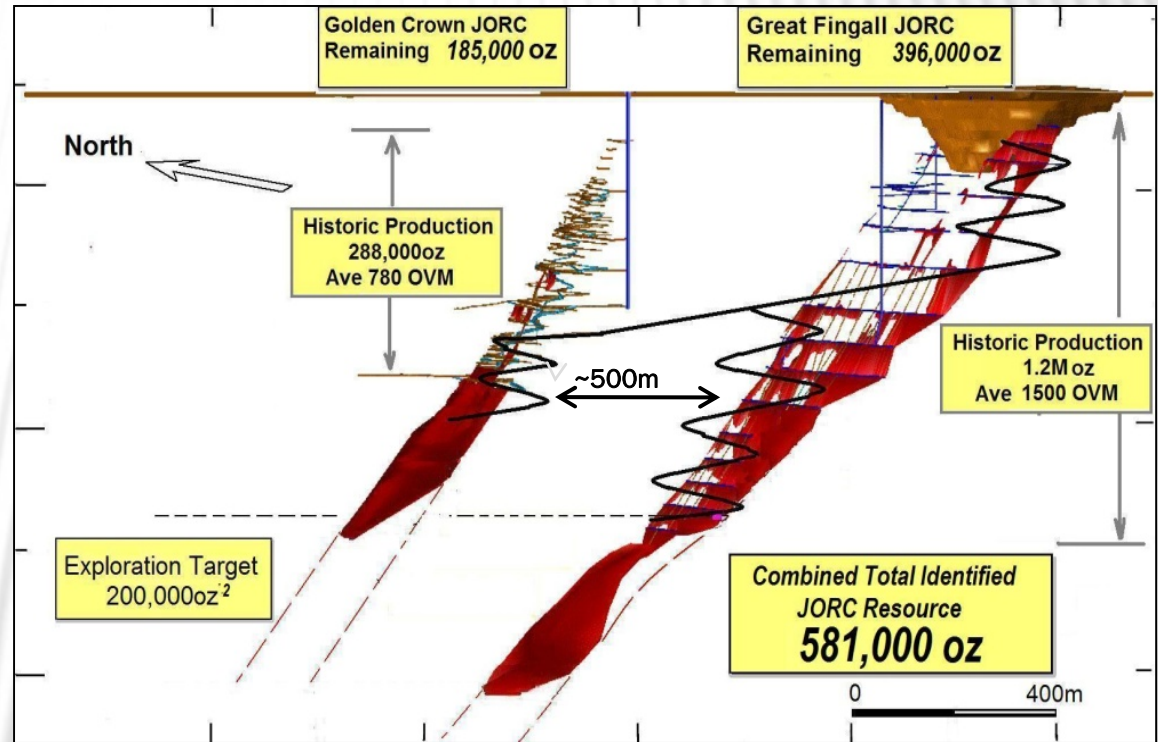 Golden Crown JORC
Remaining 185,000 OZ
Great Fingall JORC
Remaining 396,000 OZ
North
Historic Production
288,000oz
Ave 780 OVM
~500m
Historic Production
1.2M oz
Ave 1500 OVM
Exploration Target
200,000oz²
Combined Total Identified
JORC Resource
581,000 oz
0 400m